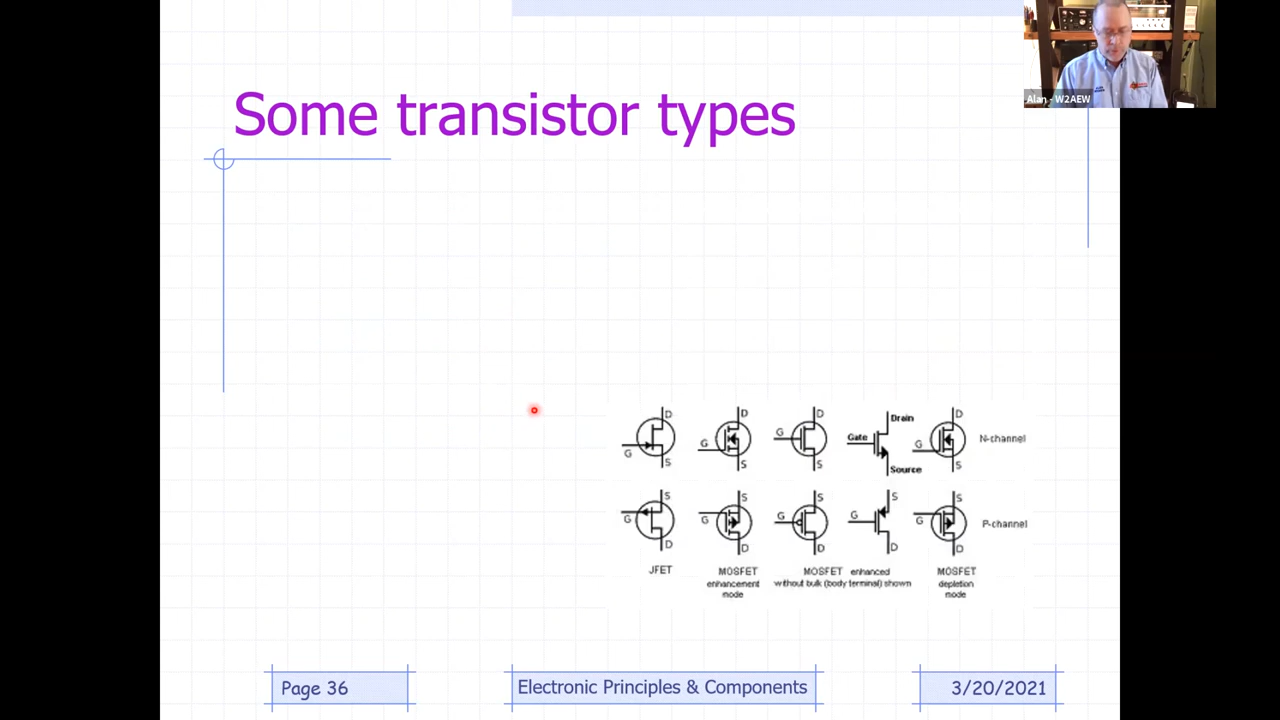 Some transistor types
Alan - W2AEW
D D D Drain D
G G G Gate G N-channel
S S S Source S
S S S S S
G G G G G P-channel
D D D D D
JFET MOSFET MOSFET enhanced MOSFET
enhancement without bulk (body terminal) shown depletion
mode mode
Page 36 Electronic Principles & Components 3/20/2021